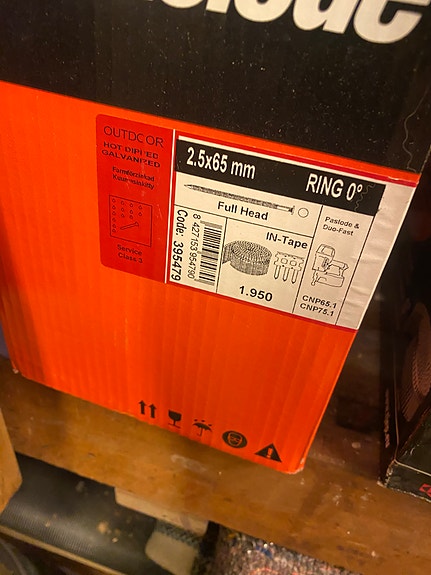 OUTDOOR
HOT DIPPED
GALVANIZED
Service
Class 3
2.5x65 mm
RING 0°
Full Head
Paslode &
Duo-Fast
IN-Tape
1.950
CNP65.1
CNP75.1
Code: 395479
8 427153 954790